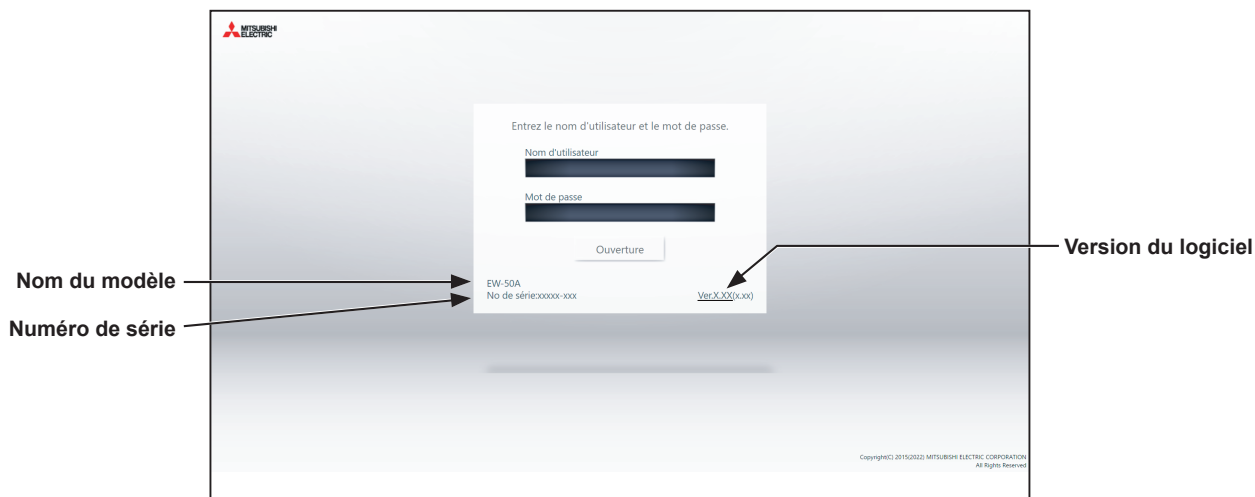 MITSUBISHI
ELECTRIC
Entrez le nom d'utilisateur et le mot de passe.
Nom d'utilisateur
Mot de passe
Ouverture
Version du logiciel
Nom du modèle
EW-50A
No de série:xxxxx-xxx
Ver.X.XX(x.xx)
Numéro de série
Copyright(C) 2015(2022) MITSUBISHI ELECTRIC CORPORATION
All Rights Reserved